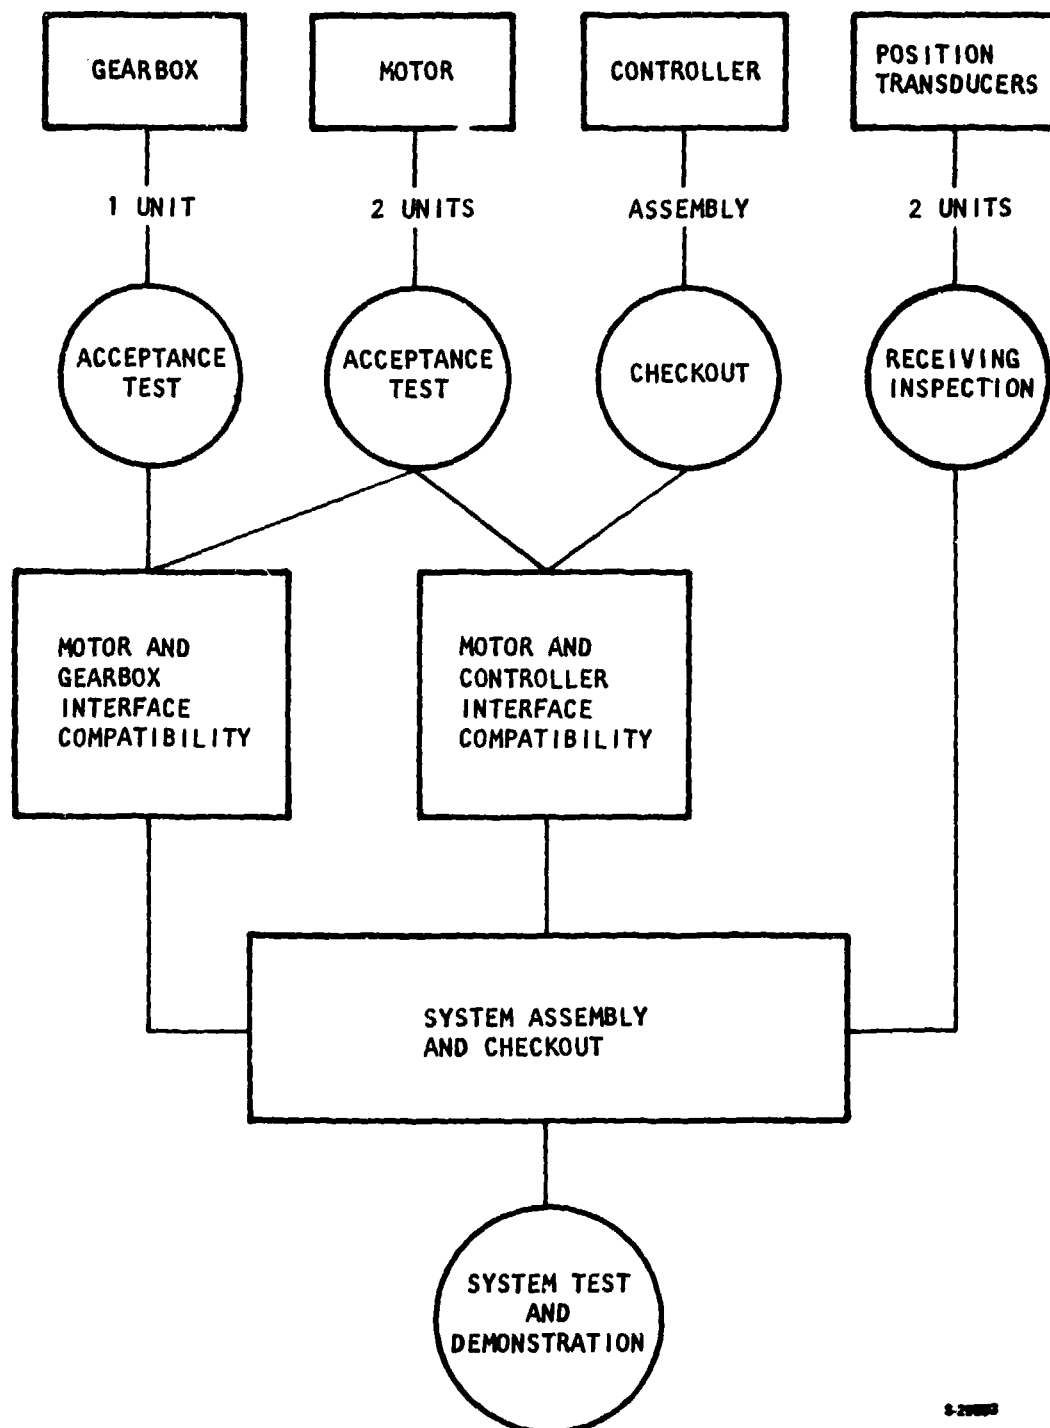 GEARBOX
MOTOR
CONTROLLER
POSITION
TRANSDUCERS
1 UNIT
2 UNITS
ASSEMBLY
2 UNITS
ACCEPTANCE
TEST
ACCEPTANCE
TEST
CHECKOUT
RECEIVING
INSPECTION
MOTOR AND
GEARBOX
INTERFACE
COMPATIBILITY
MOTOR AND
CONTROLLER
INTERFACE
COMPATIBILITY
SYSTEM ASSEMBLY
AND CHECKOUT
SYSTEM TEST
AND
DEMONSTRATION